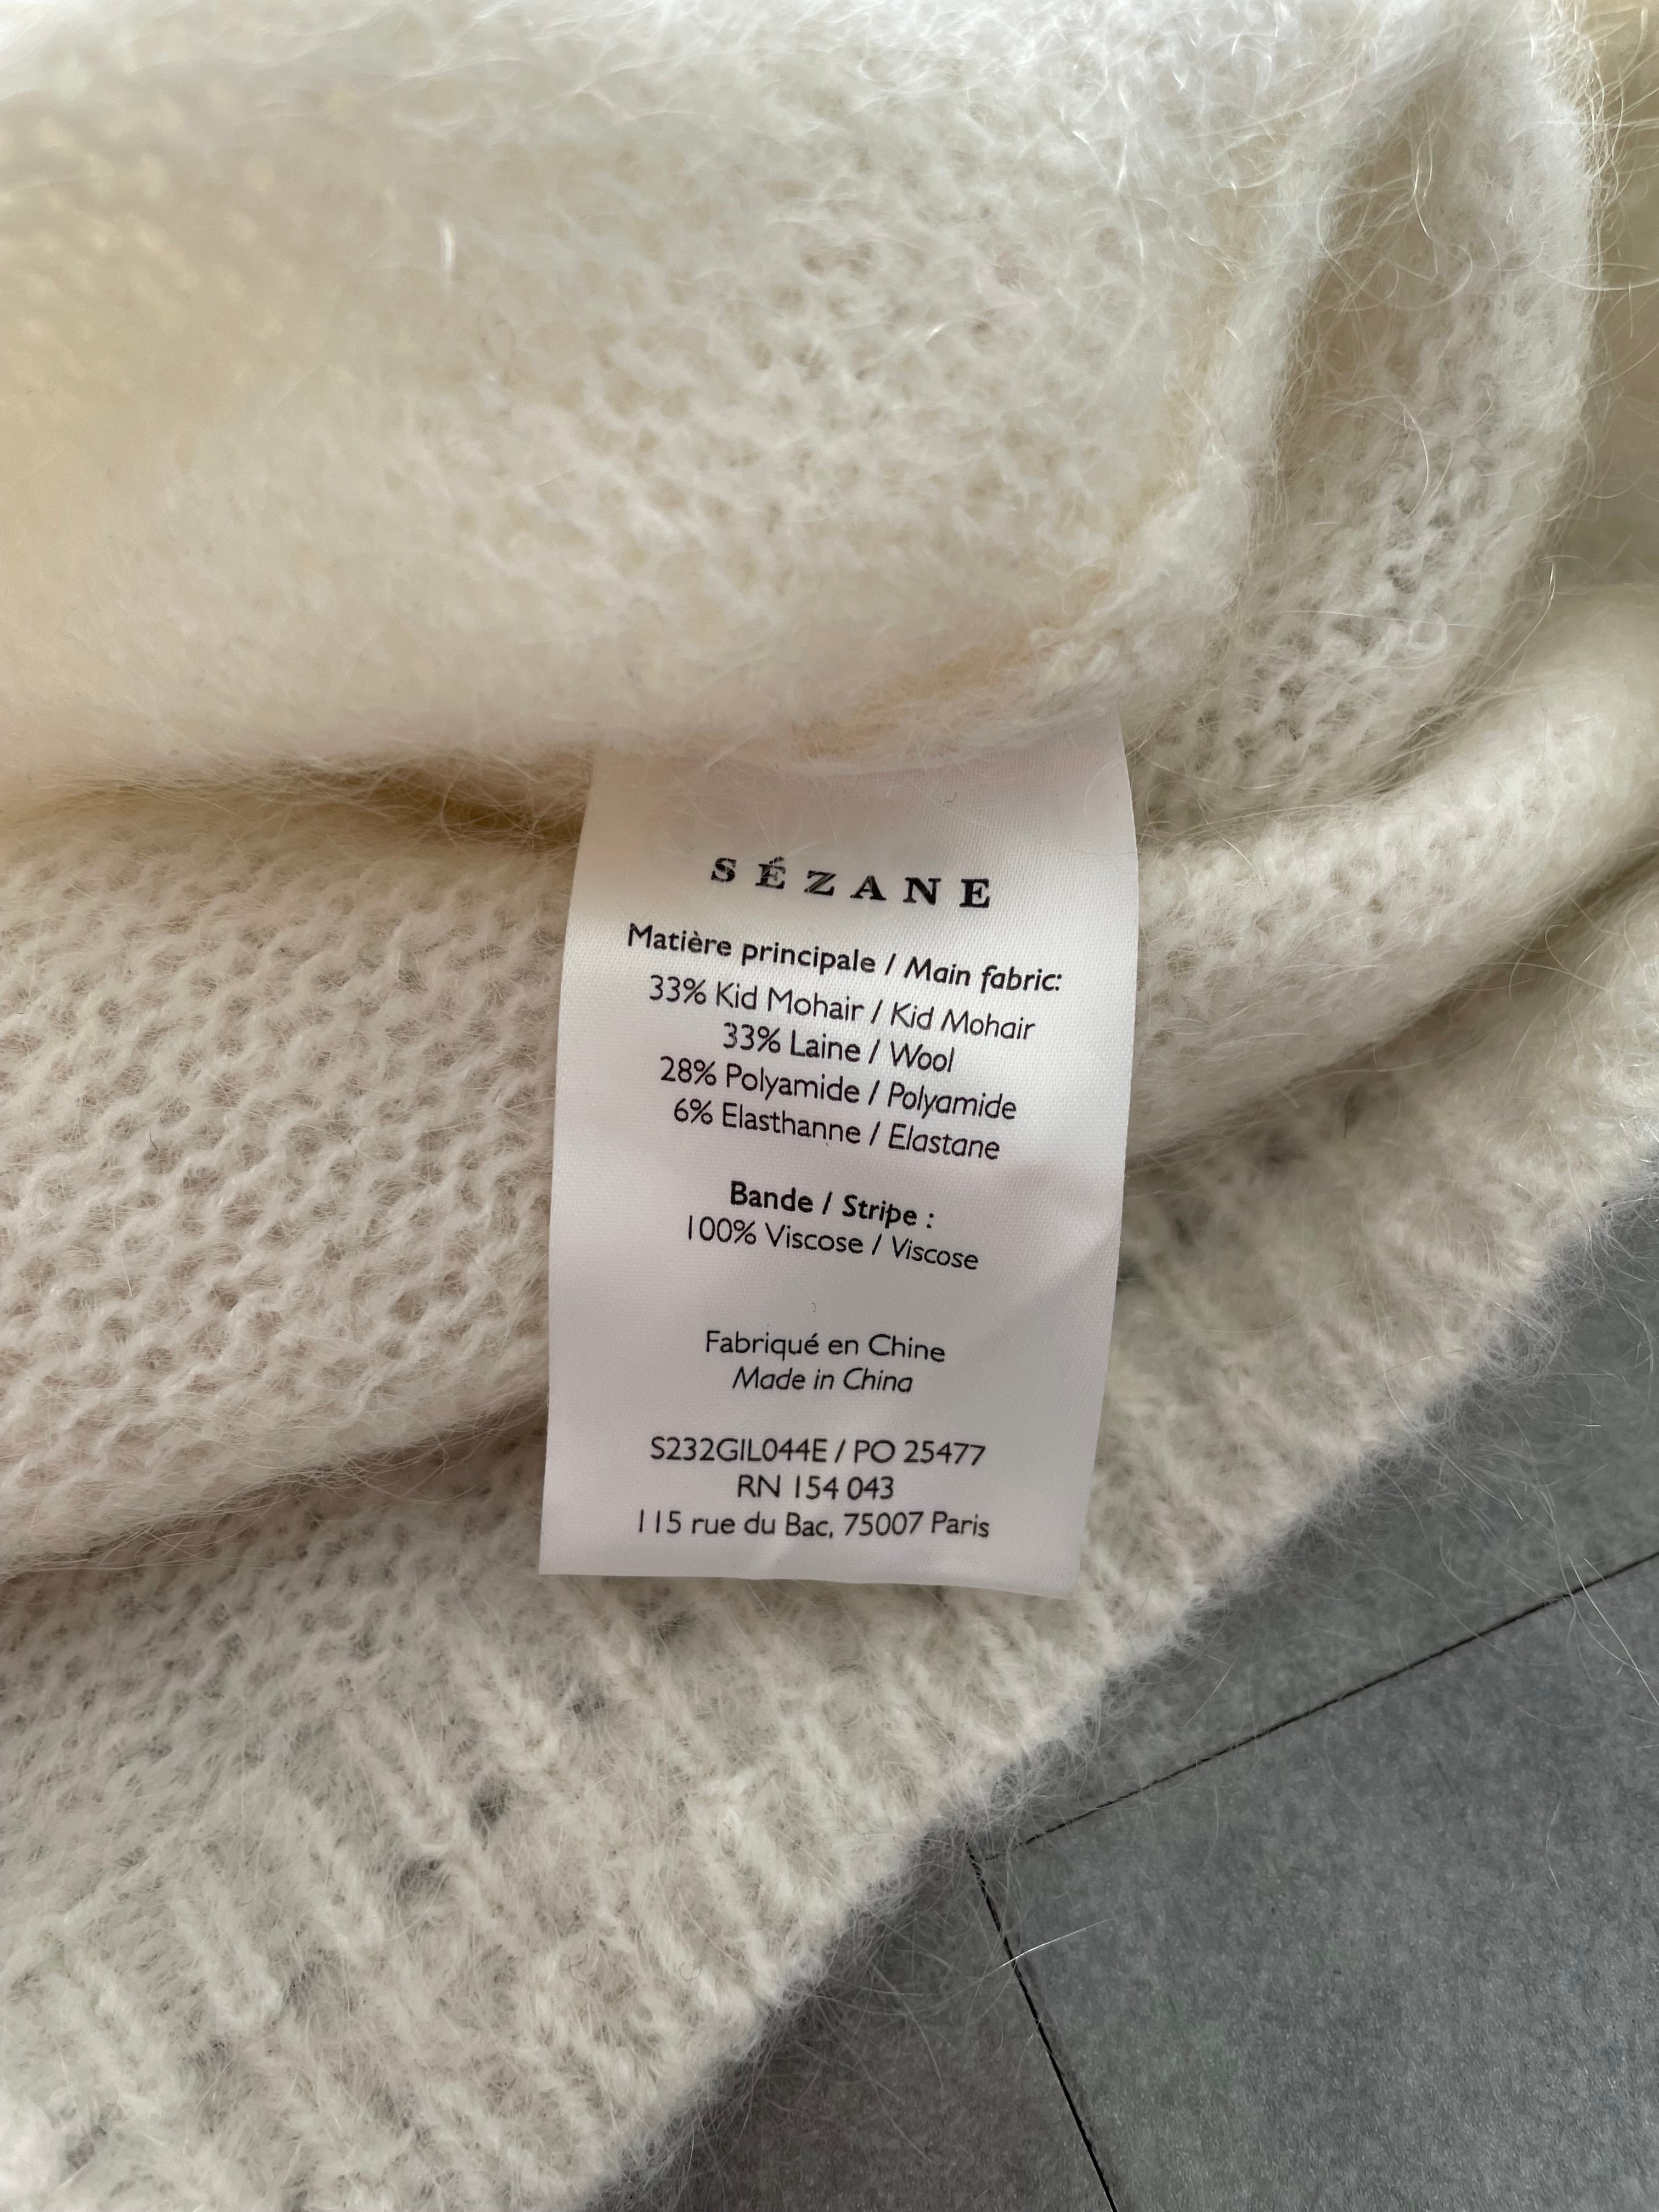 SÉZANE
Matière principale / Main fabric:
33% Kid Mohair / Kid Mohair
33% Laine / Wool
28% Polyamide / Polyamide
6% Elasthanne / Elastane
Bande / Stripe :
100% Viscose / Viscose
Fabriqué en Chine
Made in China
S232GIL044E / PO 25477
RN 154 043
115 rue du Bac, 75007 Paris